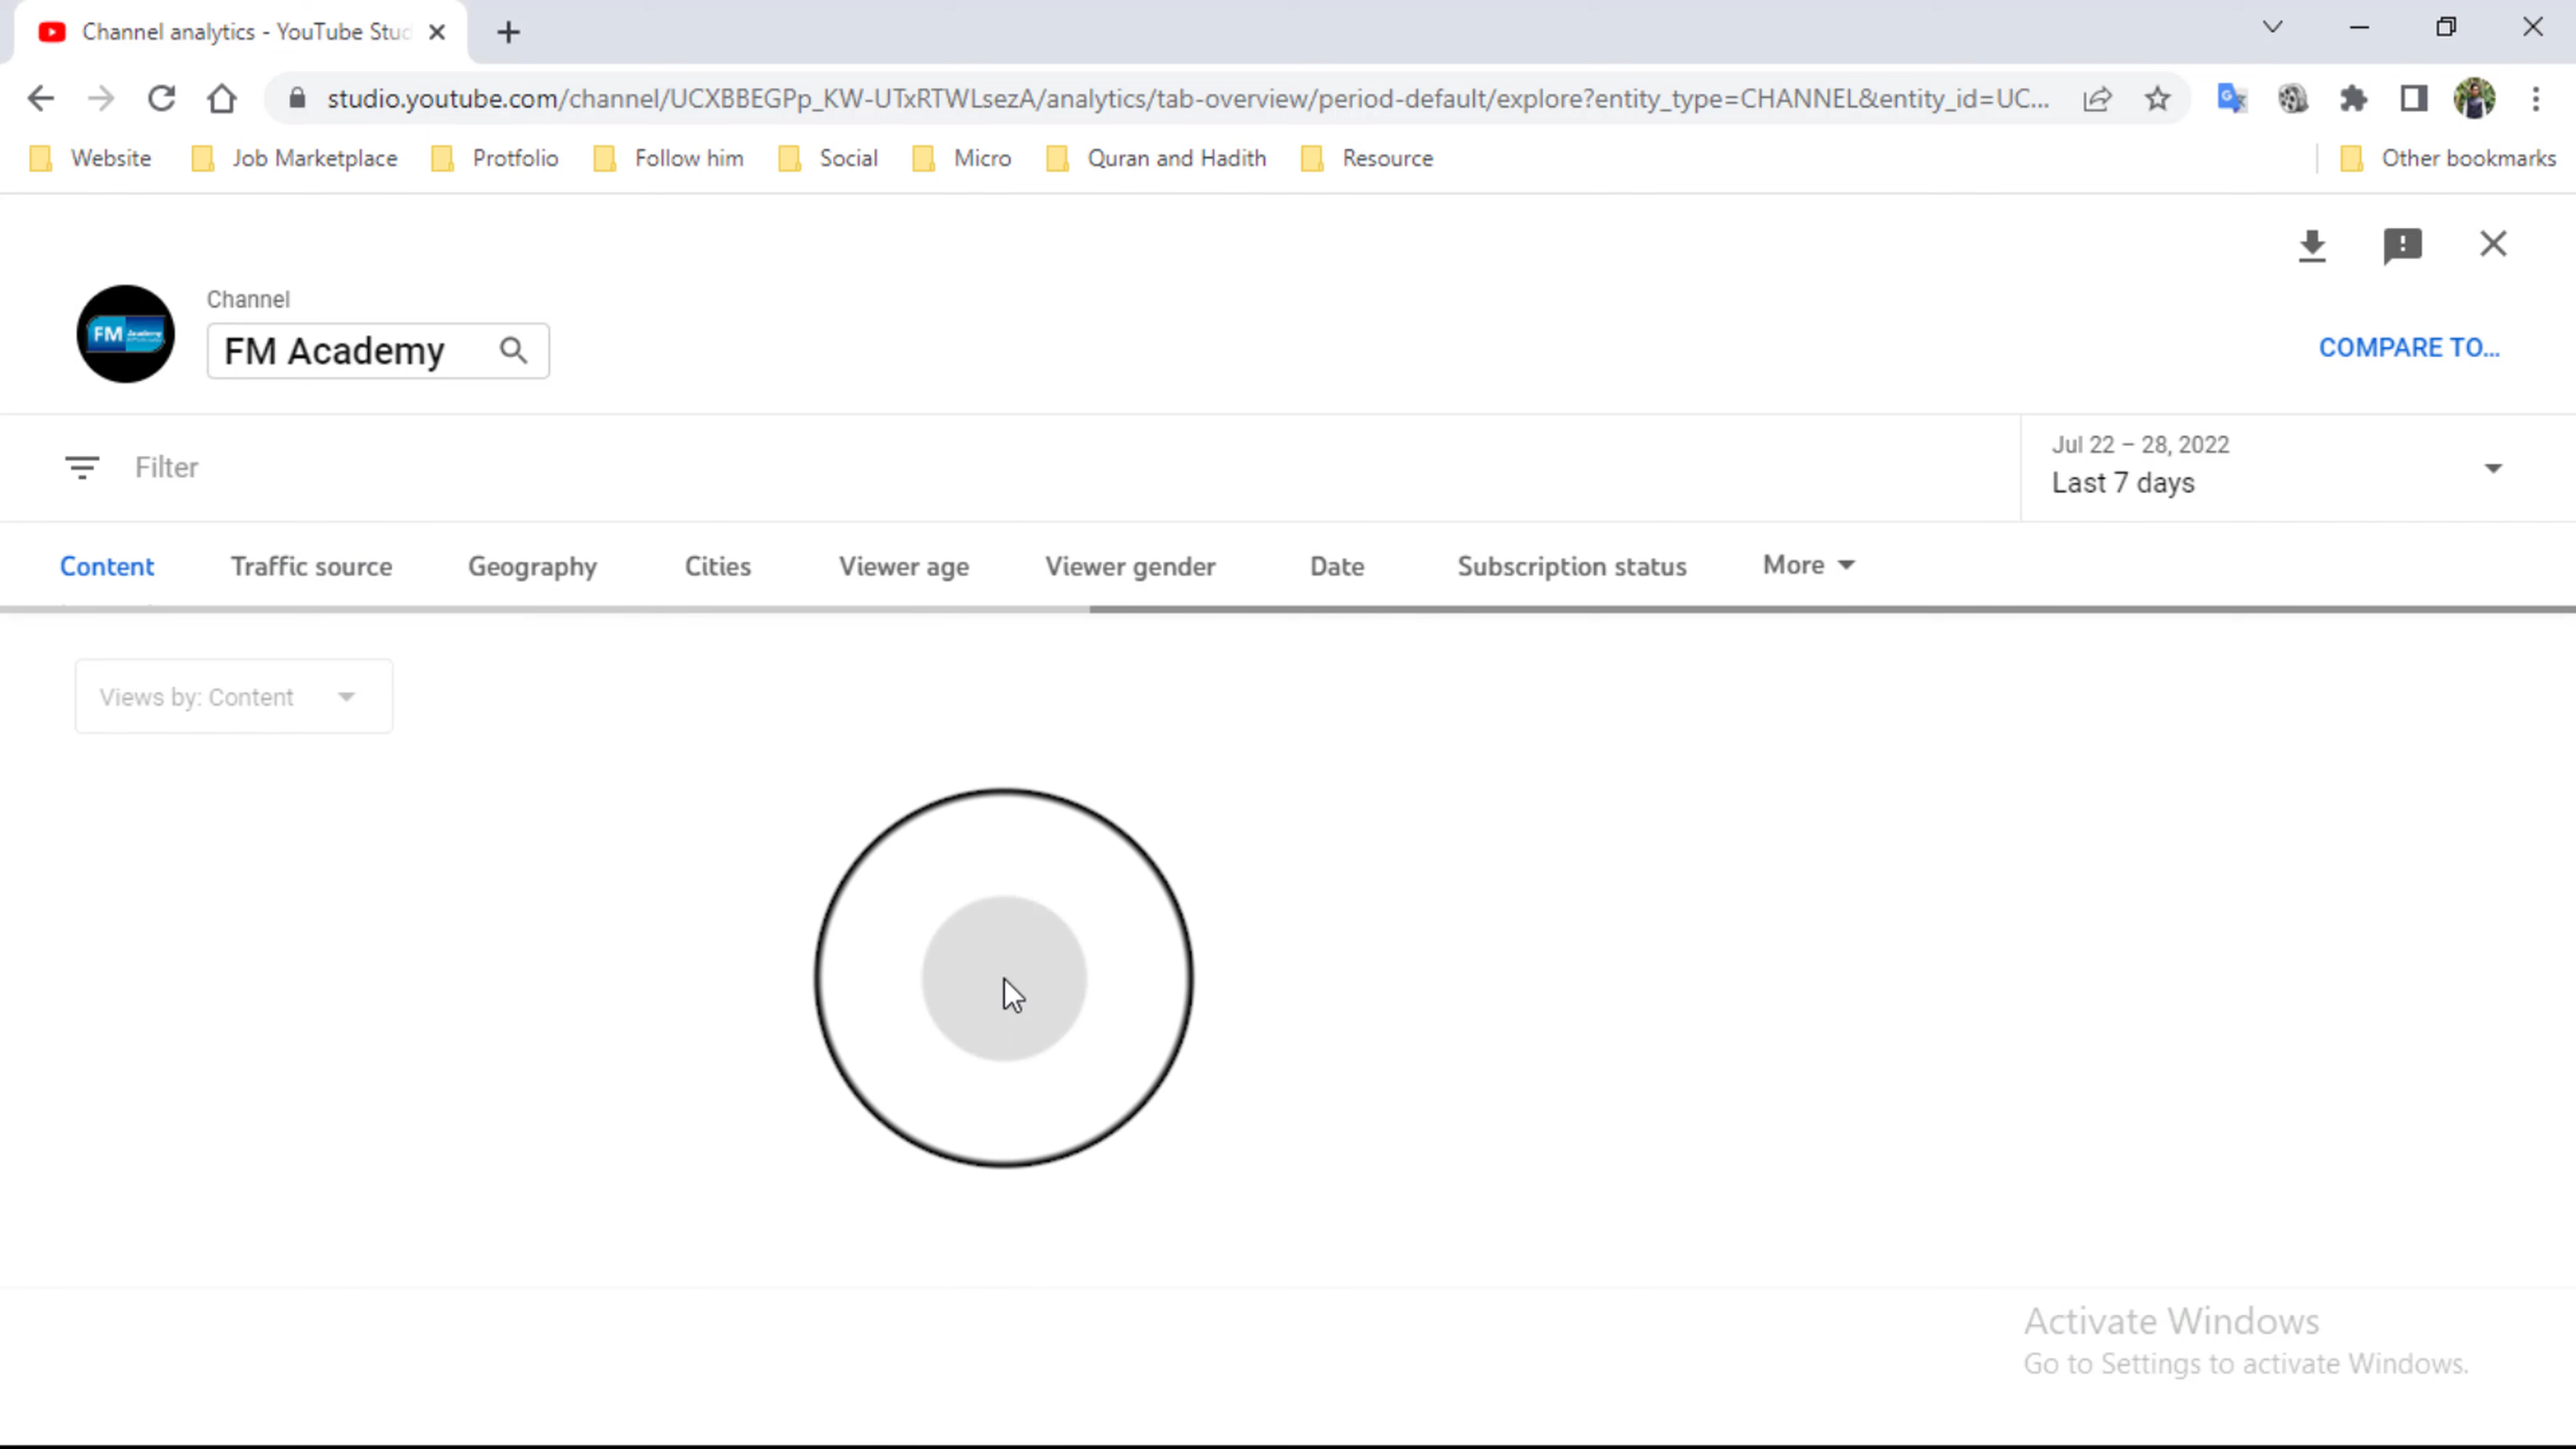 Channel analytics - YouTube Stu
studio.youtube.com/channel/UCXBBEGPp_KW-UTxRTWLsezA/analytics/tab-overview/period-default/explore?entity_type=CHANNEL&entity_id=UC...
Website Job Marketplace Protfolio Follow him Social Micro Quran and Hadith Resource Other bookmarks
Channel
FM Academy
FM Academy
COMPARE TO...
Filter
Jul 22 – 28, 2022
Last 7 days
Content Traffic source Geography Cities Viewer age Viewer gender Date Subscription status More
Views by: Content
Activate Windows
Go to Settings to activate Windows.